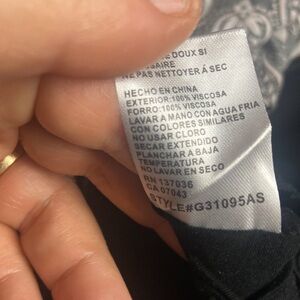 DOUX SI
NE PAS NETTOYER À SEC
HECHO EN CHINA
EXTERIOR:100% VISCOSA
FORRO:100% VISCOSA
LAVAR A MANO CON AGUA FRIA
CON COLORES SIMILARES
NO USAR CLORO
SECAR EXTENDIDO
PLANCHAR A BAJA
TEMPERATURA
NO LAVAR EN SECO
RN 137036
CA 07043
STYLE#G31095AS